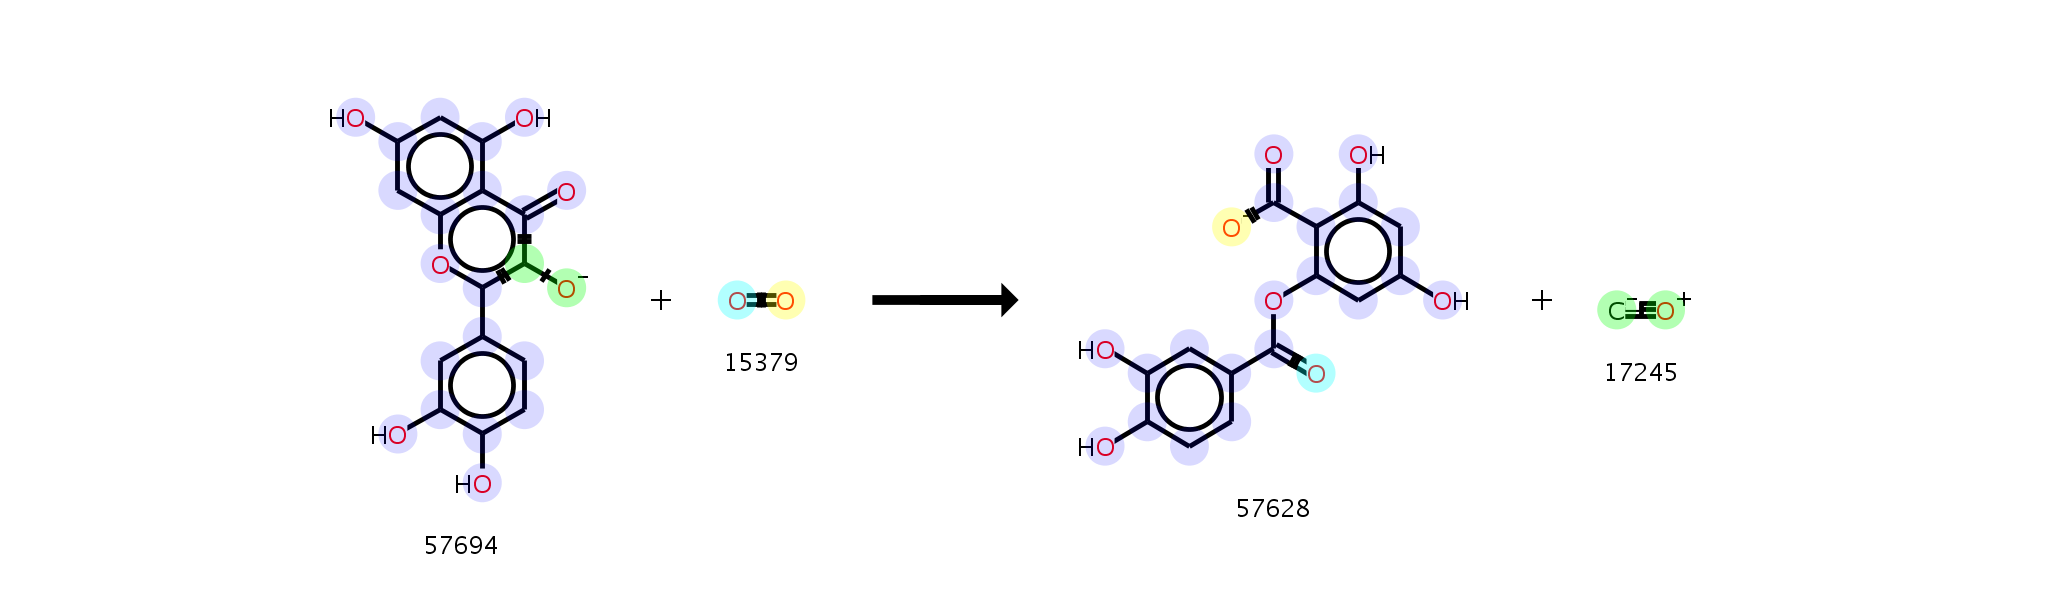 HO OH
O
O O⁻
HO
HO
57694
+
O O
15379
O OH
O⁻
O OH
HO O
HO
57628
+
C⁻ O⁺
17245